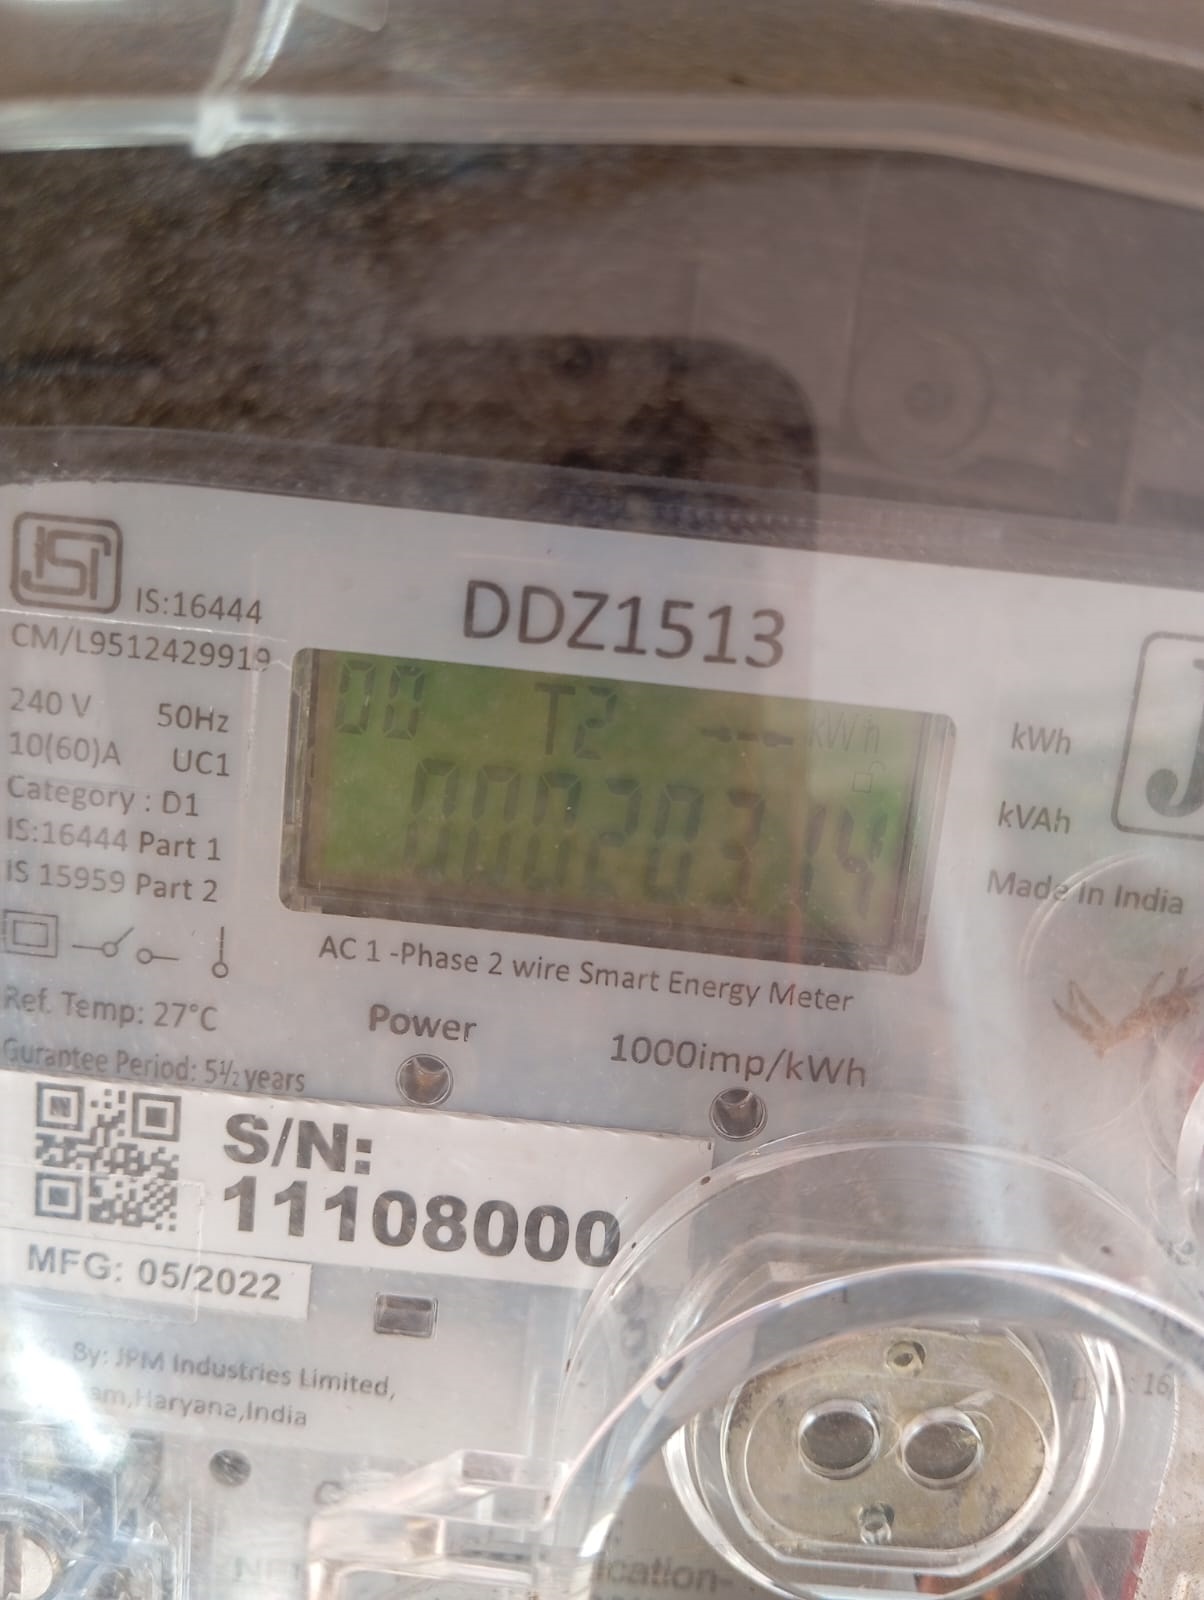 ISI
IS:16444
CM/L9512429919
DDZ1513
240 V 50Hz
10(60)A UC1
Category : D1
IS:16444 Part 1
IS 15959 Part 2
00 T2 --- kWh
00020314
kWh
kVAh
J
Made in India
AC 1 -Phase 2 wire Smart Energy Meter
Ref. Temp: 27°C
Power
1000imp/kWh
Gurantee Period: 5½ years
S/N:
11108000
MFG: 05/2022
By: JPM Industries Limited,
Haryana,India